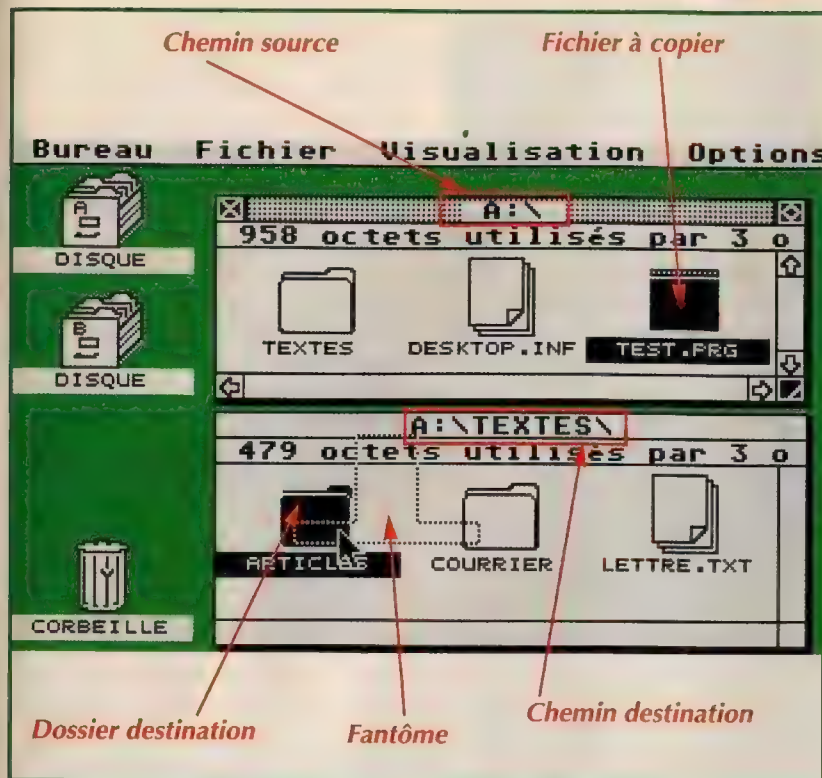 Chemin source
Fichier à copier
Bureau Fichier Visualisation Options
A
DISQUE
B
DISQUE
A:\
958 octets utilisés par 3 o
TEXTES
DESKTOP.INF
TEST.PRG
A:\TEXTES\
479 octets utilisés par 3 o
ARTICLES
COURRIER
LETTRE.TXT
CORBEILLE
Dossier destination
Fantôme
Chemin destination